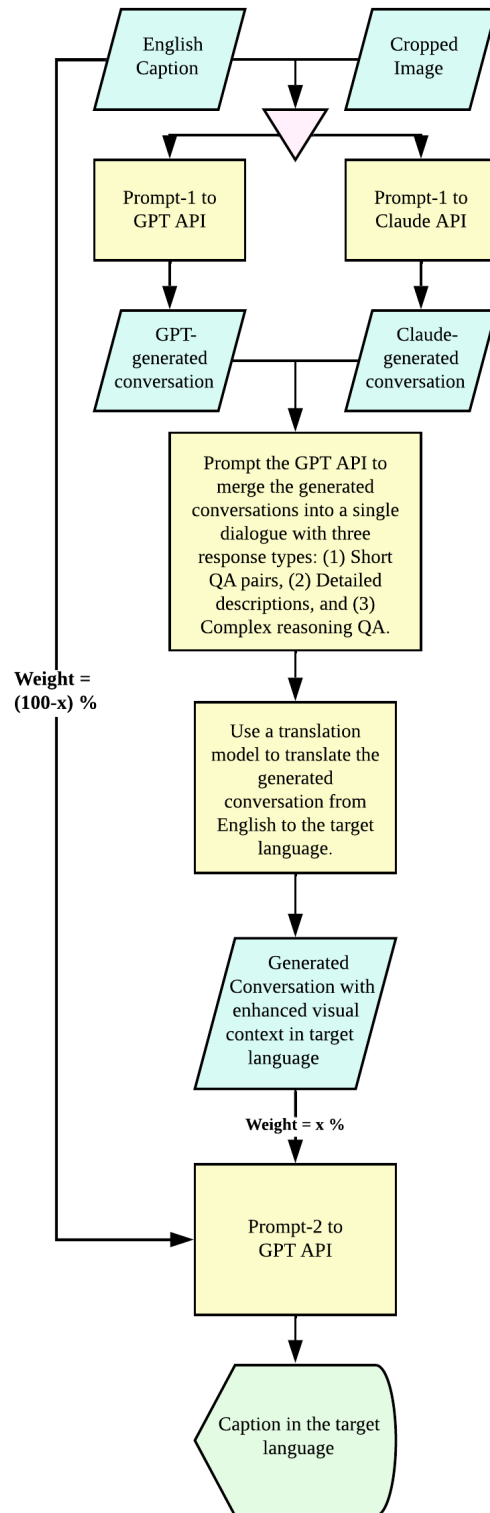 English
Caption
Cropped
Image
Prompt-1 to
GPT API
Prompt-1 to
Claude API
GPT-
generated
conversation
Claude-
generated
conversation
Prompt the GPT API to
merge the generated
conversations into a single
dialogue with three
response types: (1) Short
QA pairs, (2) Detailed
descriptions, and (3)
Complex reasoning QA.
Weight =
(100-x) %
Use a translation
model to translate the
generated
conversation from
English to the target
language.
Generated
Conversation with
enhanced visual
context in target
language
Weight = x %
Prompt-2 to
GPT API
Caption in the target
language